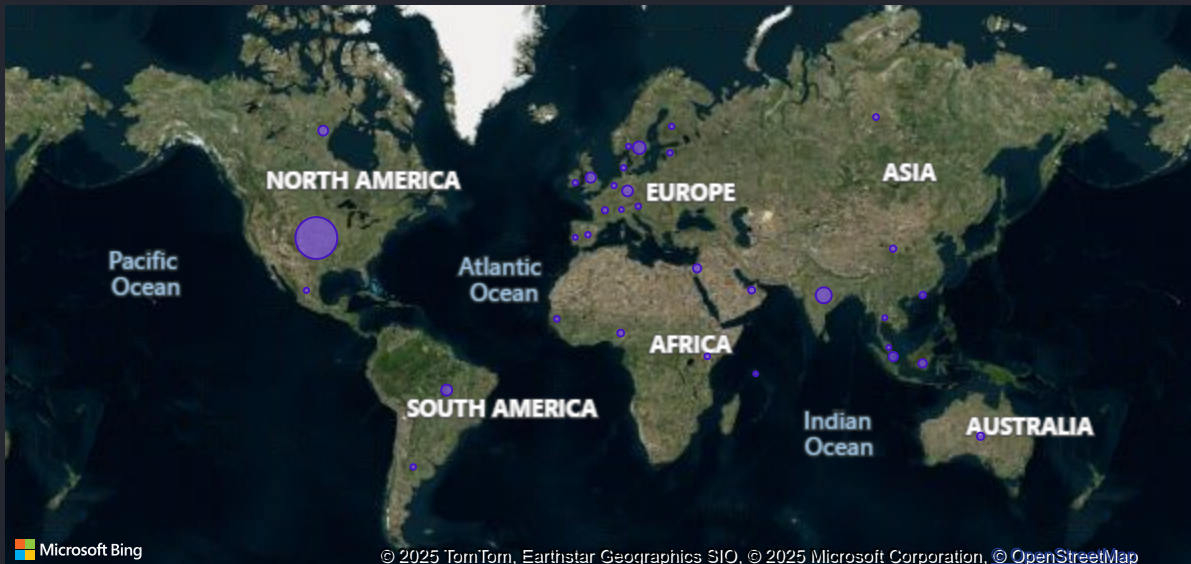 NORTH AMERICA
ASIA
EUROPE
Pacific
Ocean
Atlantic
Ocean
AFRICA
SOUTH AMERICA
Indian
Ocean
AUSTRALIA
Microsoft Bing
© 2025 TomTom, Earthstar Geographics SIO, © 2025 Microsoft Corporation, © OpenStreetMap